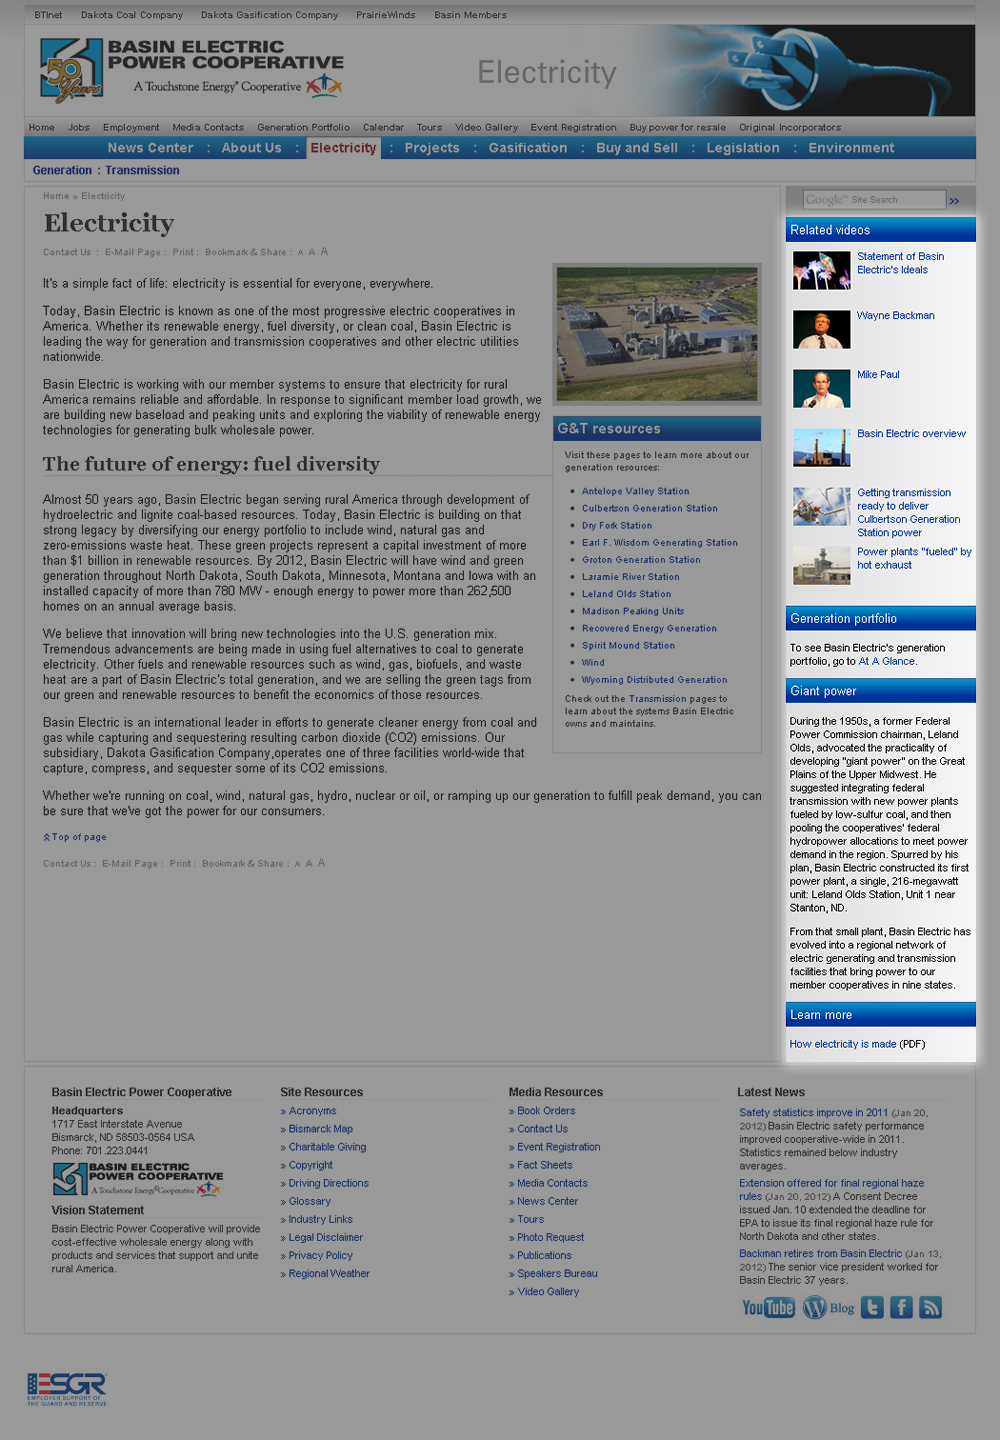 BTInet Dakota Coal Company Dakota Gasification Company PrairieWinds Basin Members
50 Years
BASIN ELECTRIC
POWER COOPERATIVE
A Touchstone Energy® Cooperative
Electricity
Home Jobs Employment Media Contacts Generation Portfolio Calendar Tours Video Gallery Event Registration Buy power for resale Original Incorporators
News Center : About Us : Electricity : Projects : Gasification : Buy and Sell : Legislation : Environment
Generation : Transmission
Home » Electricity
Google™ Site Search »
Electricity
Contact Us : E-Mail Page : Print : Bookmark & Share : A A A
It's a simple fact of life: electricity is essential for everyone, everywhere.
Today, Basin Electric is known as one of the most progressive electric cooperatives in
America. Whether its renewable energy, fuel diversity, or clean coal, Basin Electric is
leading the way for generation and transmission cooperatives and other electric utilities
nationwide.
Basin Electric is working with our member systems to ensure that electricity for rural
America remains reliable and affordable. In response to significant member load growth, we
are building new baseload and peaking units and exploring the viability of renewable energy
technologies for generating bulk wholesale power.
The future of energy: fuel diversity
Almost 50 years ago, Basin Electric began serving rural America through development of
hydroelectric and lignite coal-based resources. Today, Basin Electric is building on that
strong legacy by diversifying our energy portfolio to include wind, natural gas and
zero-emissions waste heat. These green projects represent a capital investment of more
than $1 billion in renewable resources. By 2012, Basin Electric will have wind and green
generation throughout North Dakota, South Dakota, Minnesota, Montana and Iowa with an
installed capacity of more than 780 MW - enough energy to power more than 262,500
homes on an annual average basis.
We believe that innovation will bring new technologies into the U.S. generation mix.
Tremendous advancements are being made in using fuel alternatives to coal to generate
electricity. Other fuels and renewable resources such as wind, gas, biofuels, and waste
heat are a part of Basin Electric's total generation, and we are selling the green tags from
our green and renewable resources to benefit the economics of those resources.
Basin Electric is an international leader in efforts to generate cleaner energy from coal and
gas while capturing and sequestering resulting carbon dioxide (CO2) emissions. Our
subsidiary, Dakota Gasification Company,operates one of three facilities world-wide that
capture, compress, and sequester some of its CO2 emissions.
Whether we're running on coal, wind, natural gas, hydro, nuclear or oil, or ramping up our generation to fulfill peak demand, you can
be sure that we've got the power for our consumers.
Top of page
Contact Us : E-Mail Page : Print : Bookmark & Share : A A A
G&T resources
Visit these pages to learn more about our
generation resources:
Antelope Valley Station
Culbertson Generation Station
Dry Fork Station
Earl F. Wisdom Generating Station
Groton Generation Station
Laramie River Station
Leland Olds Station
Madison Peaking Units
Recovered Energy Generation
Spirit Mound Station
Wind
Wyoming Distributed Generation
Check out the Transmission pages to
learn about the systems Basin Electric
owns and maintains.
Related videos
Statement of Basin
Electric's Ideals
Wayne Backman
Mike Paul
Basin Electric overview
Getting transmission
ready to deliver
Culbertson Generation
Station power
Power plants "fueled" by
hot exhaust
Generation portfolio
To see Basin Electric's generation
portfolio, go to At A Glance.
Giant power
During the 1950s, a former Federal
Power Commission chairman, Leland
Olds, advocated the practicality of
developing "giant power" on the Great
Plains of the Upper Midwest. He
suggested integrating federal
transmission with new power plants
fueled by low-sulfur coal, and then
pooling the cooperatives' federal
hydropower allocations to meet power
demand in the region. Spurred by his
plan, Basin Electric constructed its first
power plant, a single, 216-megawatt
unit: Leland Olds Station, Unit 1 near
Stanton, ND.
From that small plant, Basin Electric has
evolved into a regional network of
electric generating and transmission
facilities that bring power to our
member cooperatives in nine states.
Learn more
How electricity is made (PDF)
Basin Electric Power Cooperative
Headquarters
1717 East Interstate Avenue
Bismarck, ND 58503-0564 USA
Phone: 701.223.0441
BASIN ELECTRIC
POWER COOPERATIVE
A Touchstone Energy® Cooperative
Vision Statement
Basin Electric Power Cooperative will provide
cost-effective wholesale energy along with
products and services that support and unite
rural America.
Site Resources
» Acronyms
» Bismarck Map
» Charitable Giving
» Copyright
» Driving Directions
» Glossary
» Industry Links
» Legal Disclaimer
» Privacy Policy
» Regional Weather
Media Resources
» Book Orders
» Contact Us
» Event Registration
» Fact Sheets
» Media Contacts
» News Center
» Tours
» Photo Request
» Publications
» Speakers Bureau
» Video Gallery
Latest News
Safety statistics improve in 2011 (Jan 20,
2012) Basin Electric safety performance
improved cooperative-wide in 2011.
Statistics remained below industry
averages.
Extension offered for final regional haze
rules (Jan 20, 2012) A Consent Decree
issued Jan. 10 extended the deadline for
EPA to issue its final regional haze rule for
North Dakota and other states.
Backman retires from Basin Electric (Jan 13,
2012) The senior vice president worked for
Basin Electric 37 years.
YouTube Blog
ESGR
EMPLOYER SUPPORT OF
THE GUARD AND RESERVE